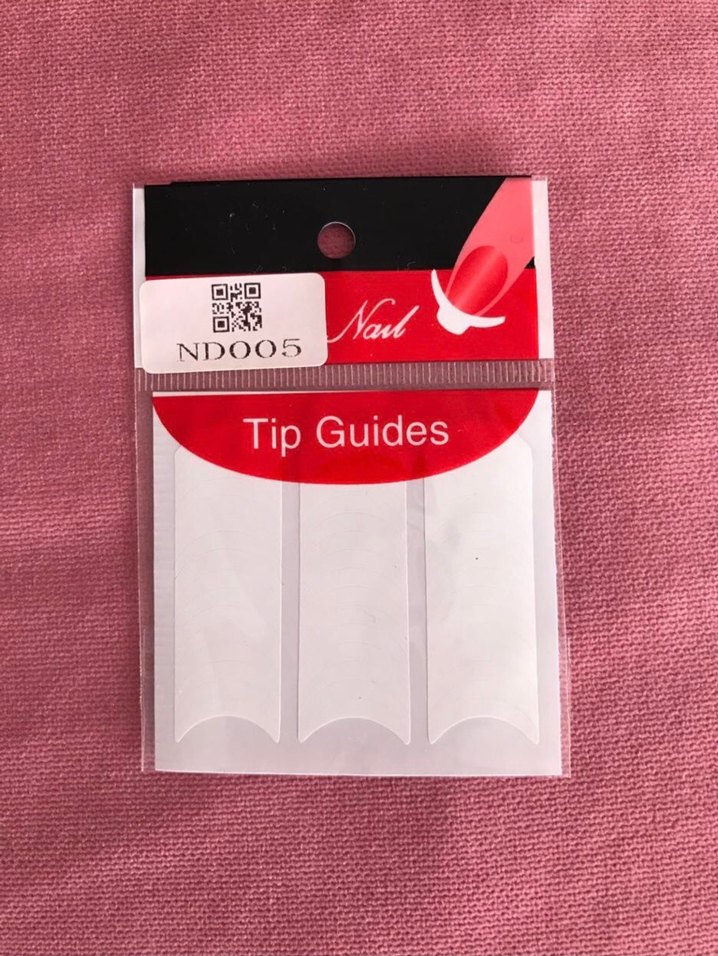 Nail
ND005
Tip Guides